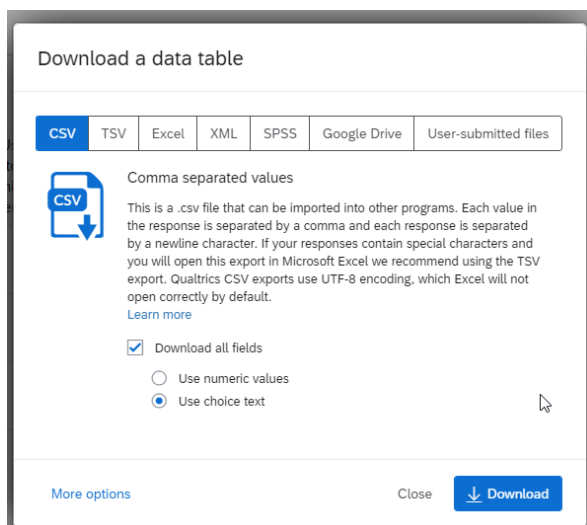 Download a data table
CSV TSV Excel XML SPSS Google Drive User-submitted files
CSV
Comma separated values
This is a .csv file that can be imported into other programs. Each value in
the response is separated by a comma and each response is separated
by a newline character. If your responses contain special characters and
you will open this export in Microsoft Excel we recommend using the TSV
export. Qualtrics CSV exports use UTF-8 encoding, which Excel will not
open correctly by default.
Learn more
Download all fields
Use numeric values
Use choice text
More options Close Download